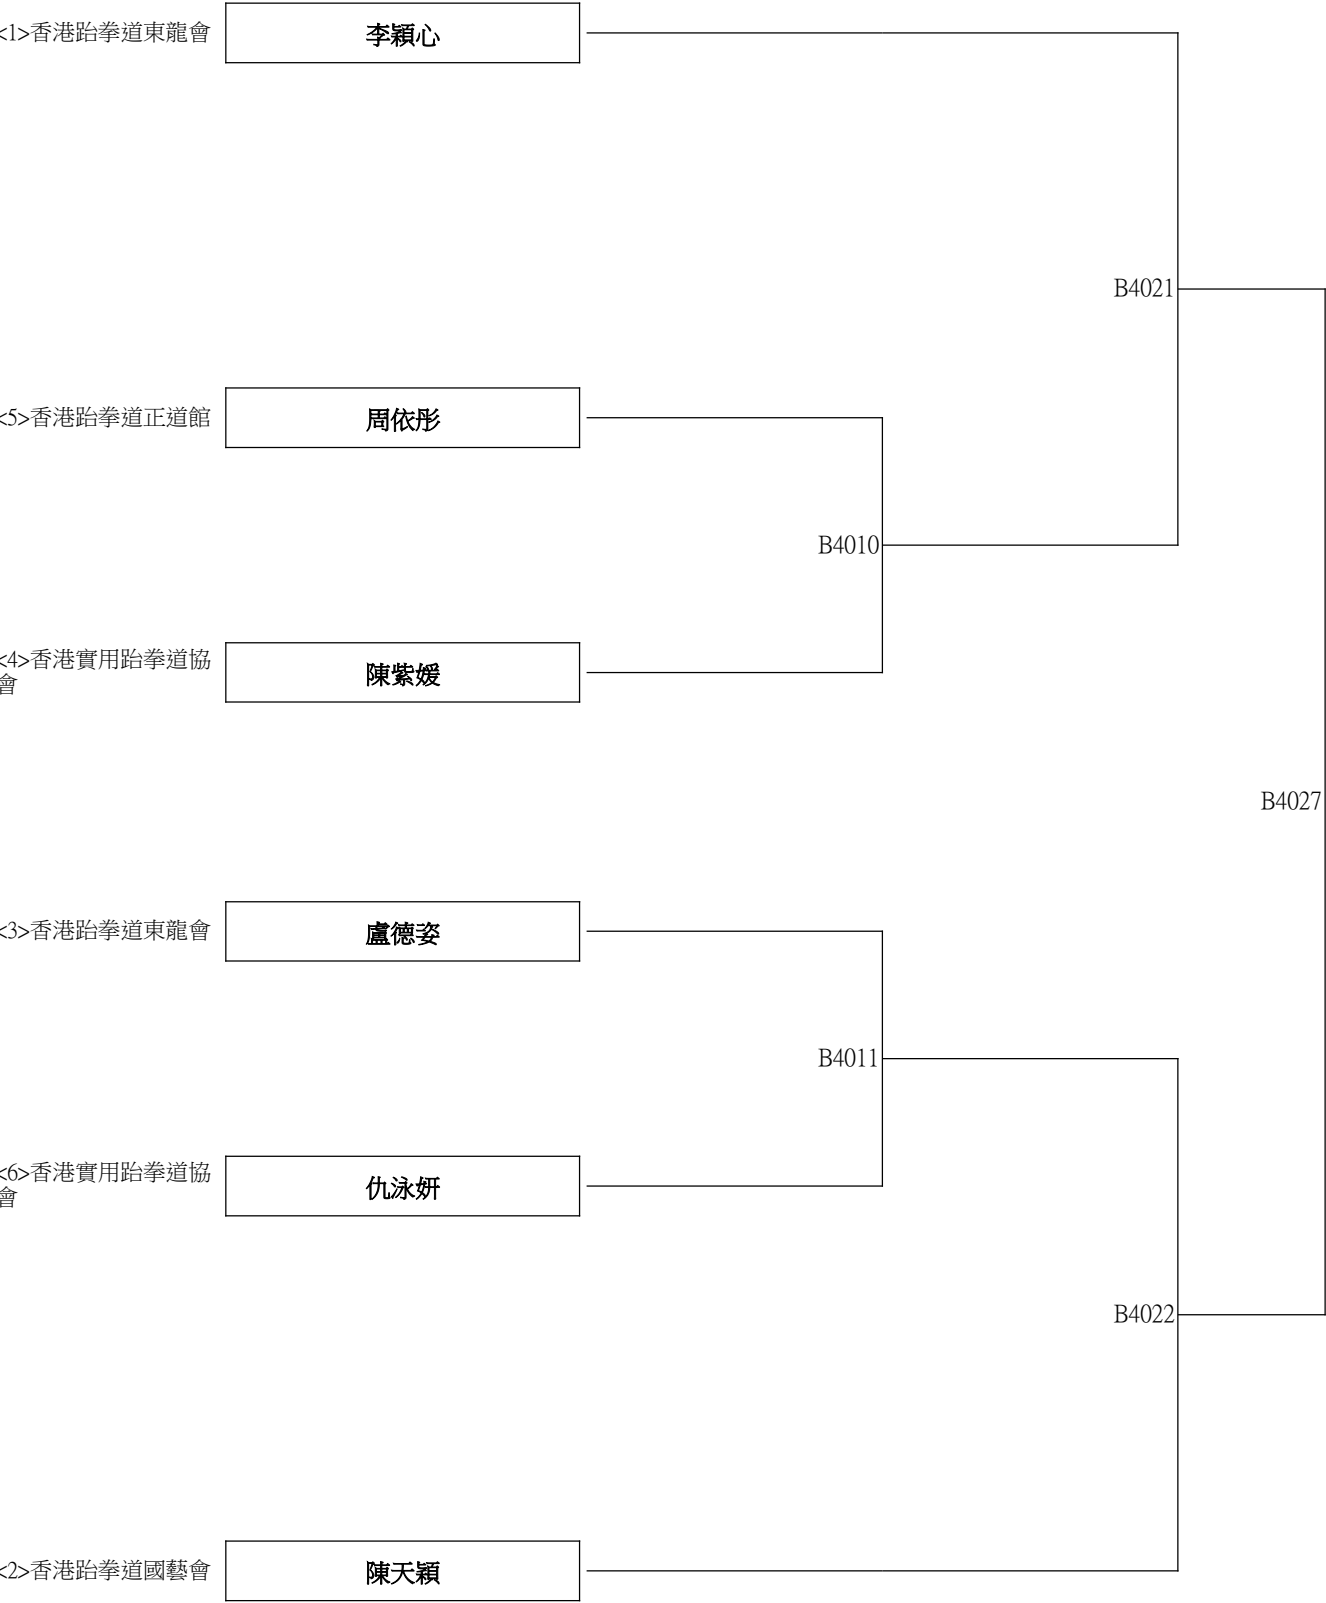 <1>香港跆拳道東龍會
李穎心
B4021
<5>香港跆拳道正道館
周依彤
B4010
<4>香港實用跆拳道協
會
陳紫媛
B4027
<3>香港跆拳道東龍會
盧德姿
B4011
<6>香港實用跆拳道協
會
仇泳妍
B4022
<2>香港跆拳道國藝會
陳天穎